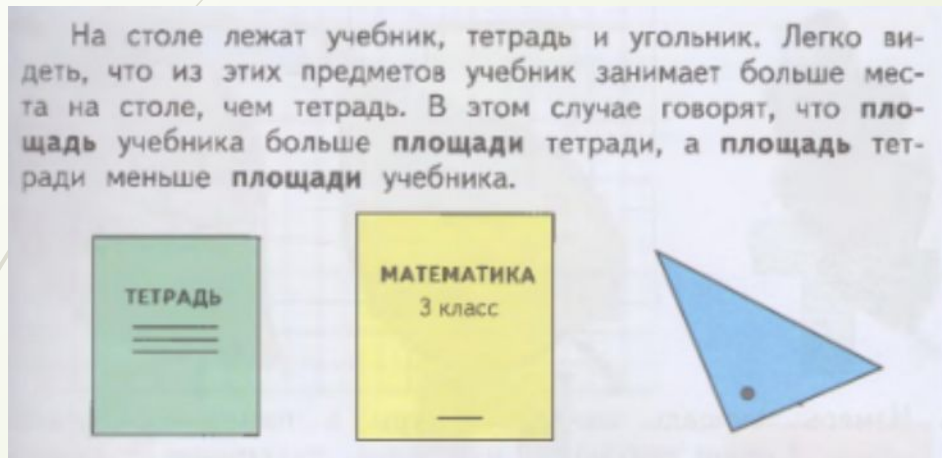 На столе лежат учебник, тетрадь и угольник. Легко ви-
деть, что из этих предметов учебник занимает больше мес-
та на столе, чем тетрадь. В этом случае говорят, что пло-
щадь учебника больше площади тетради, а площадь тет-
ради меньше площади учебника.
ТЕТРАДЬ
МАТЕМАТИКА
3 класс